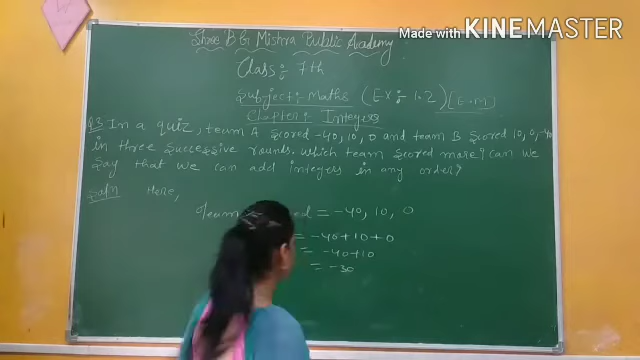 Made with KINEMASTER
Shree B G Mishra Public Academy
Class:- 7th
Subject:- Maths (Ex:- 1.2) [E.M]
Chapter: Integers
Q3 In a quiz, team A scored -40, 10, 0 and team B scored 10, 0, -40
in three successive rounds. which team scored more? Can we
say that we can add integers in any order?
Soln Here,
Team = -40, 10, 0
= -40+10+0
= -40+10
= -30